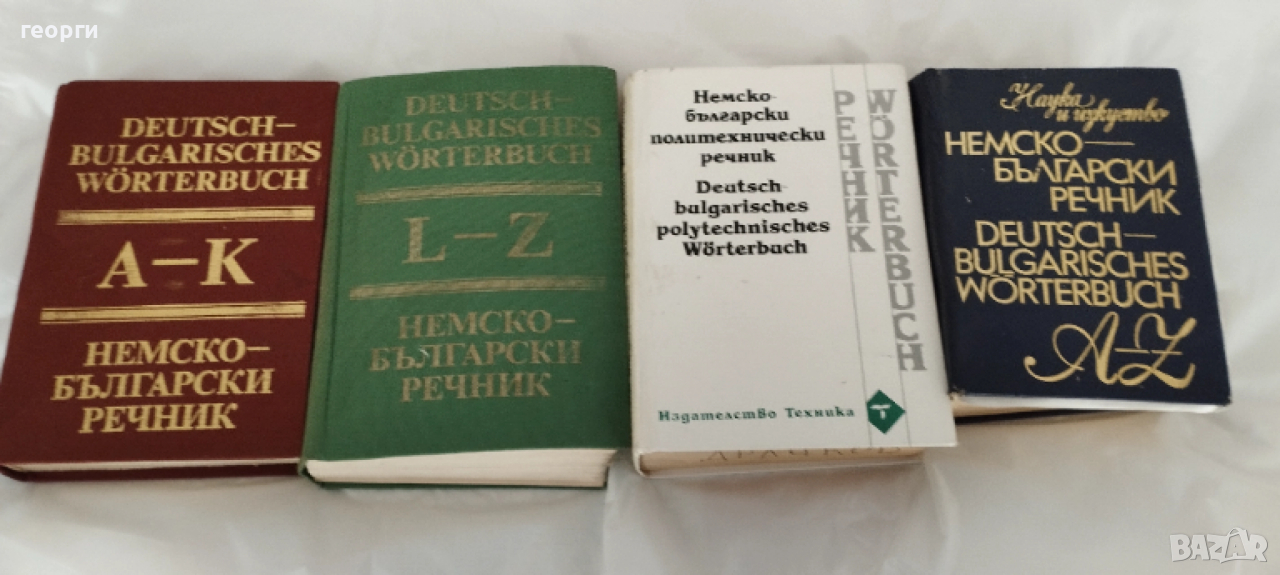 георги
DEUTSCH–
BULGARISCHES
WÖRTERBUCH
A–K
НЕМСКО–
БЪЛГАРСКИ
РЕЧНИК
DEUTSCH–
BULGARISCHES
WÖRTERBUCH
L–Z
НЕМСКО–
БЪЛГАРСКИ
РЕЧНИК
Немско-
български
политехнически
речник
Deutsch-
bulgarisches
polytechnisches
Wörterbuch
РЕЧНИК
WÖRTERBUCH
Издателство Техника
Наука
и изкуство
НЕМСКО–
БЪЛГАРСКИ
РЕЧНИК
DEUTSCH–
BULGARISCHES
WÖRTERBUCH
A–Z
BAZAR